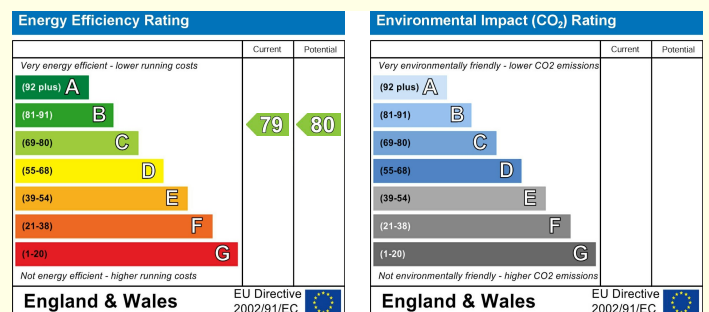 Energy Efficiency Rating
Current Potential
Very energy efficient - lower running costs
(92 plus) A
(81-91) B
79 80
(69-80) C
(55-68) D
(39-54) E
(21-38) F
(1-20) G
Not energy efficient - higher running costs
England & Wales
EU Directive
2002/91/EC
Environmental Impact (CO₂) Rating
Current Potential
Very environmentally friendly - lower CO2 emissions
(92 plus) A
(81-91) B
(69-80) C
(55-68) D
(39-54) E
(21-38) F
(1-20) G
Not environmentally friendly - higher CO2 emissions
England & Wales
EU Directive
2002/91/EC